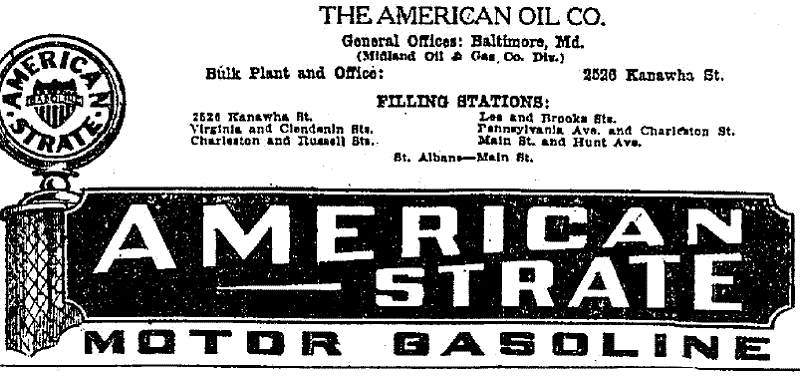 THE AMERICAN OIL CO.
General Offices: Baltimore, Md.
(Midland Oil & Gas Co. Div.)
Bulk Plant and Office: 2526 Kanawha St.
FILLING STATIONS:
2526 Kanawha St.
Virginia and Clendenin Sts.
Charleston and Russell Sts.
Lee and Brooks Sts.
Pennsylvania Ave. and Charleston St.
Main St. and Hunt Ave.
St. Albans—Main St.
AMERICAN
GASOLINE
STRATE
AMERICAN
STRATE
MOTOR GASOLINE